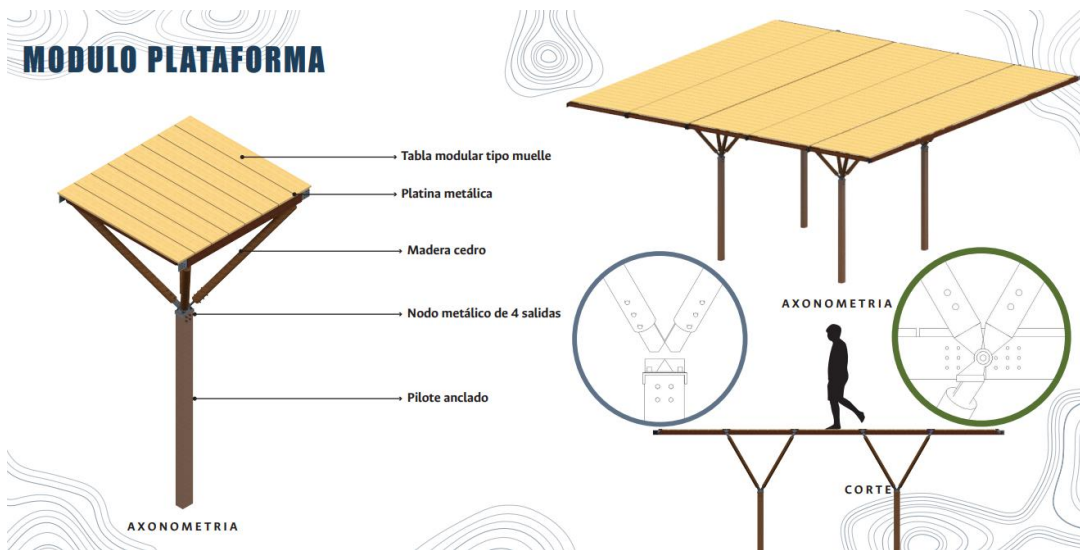 MODULO PLATAFORMA
Tabla modular tipo muelle
Platina metálica
Madera cedro
Nodo metálico de 4 salidas
Pilote anclado
AXONOMETRIA
AXONOMETRIA
CORTE